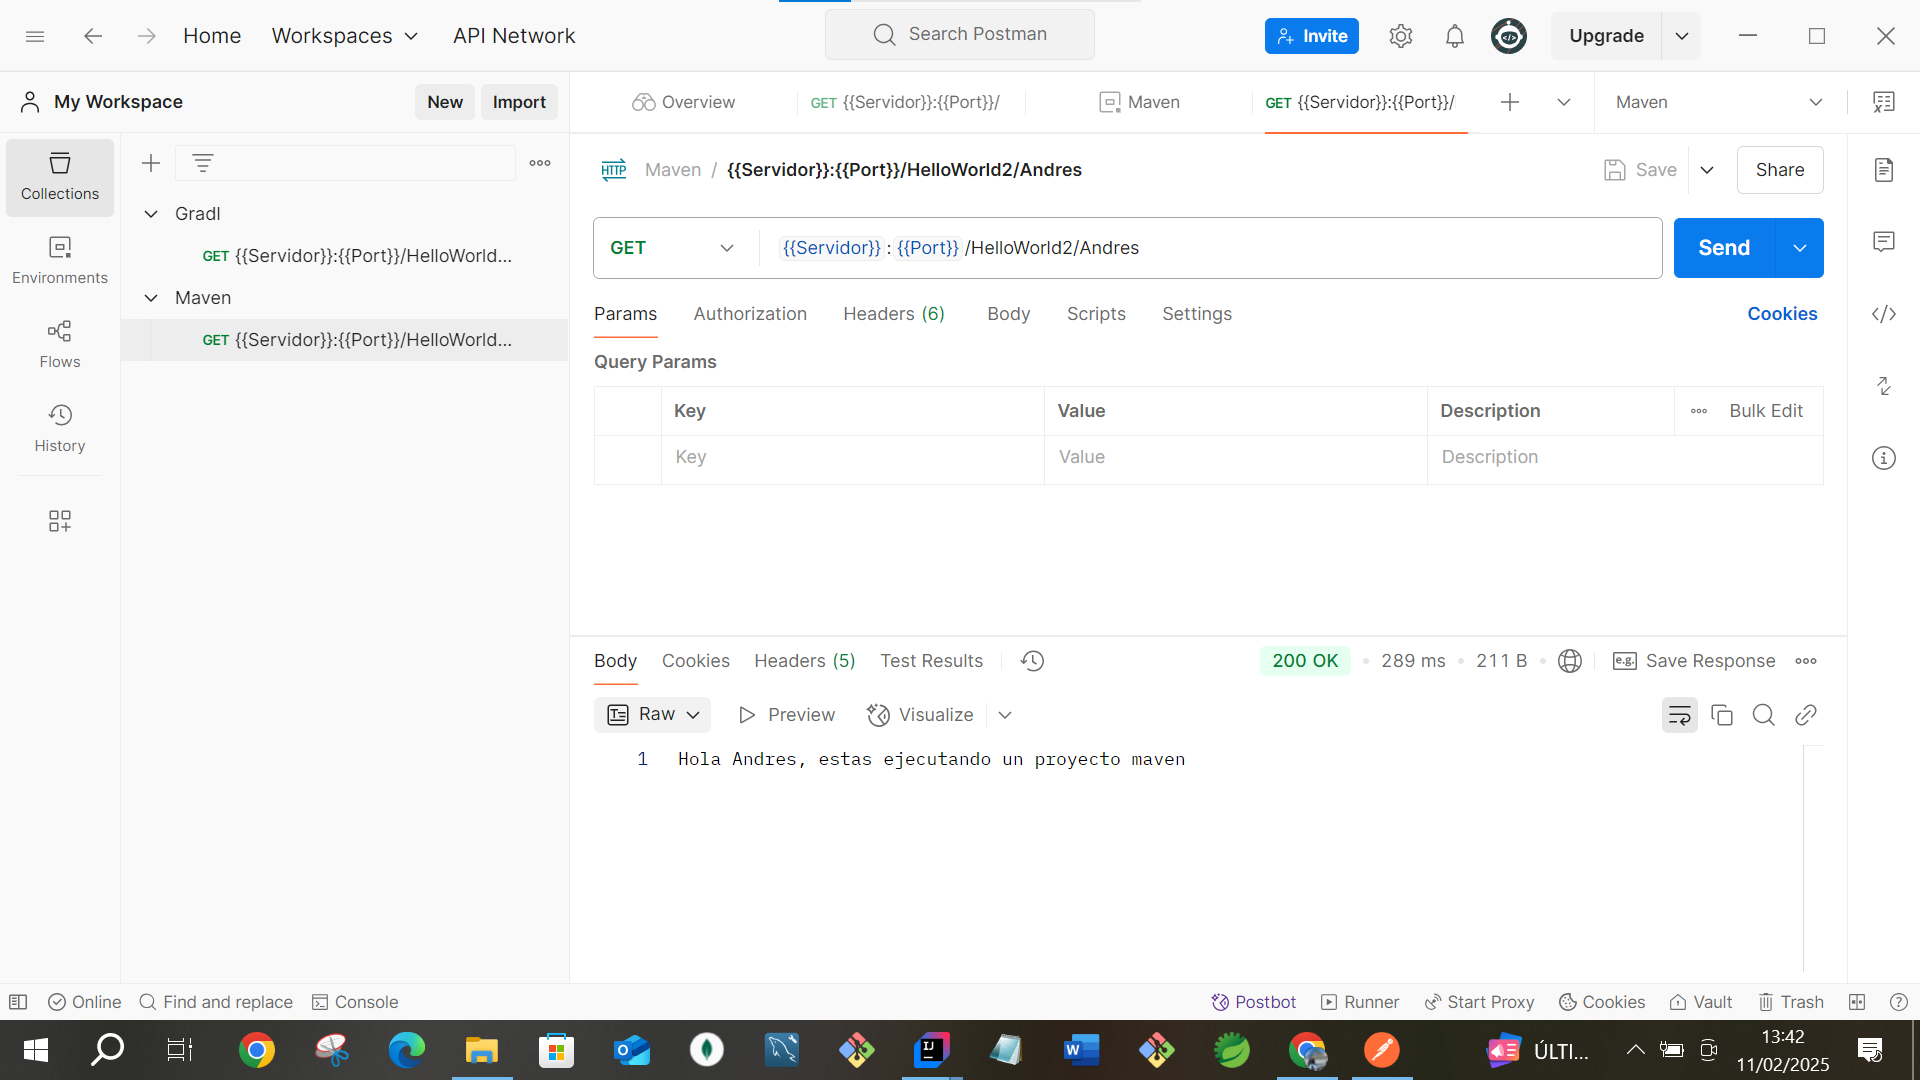 Home
Workspaces
API Network
Search Postman
Invite
Upgrade
My Workspace
New
Import
Overview
GET {{Servidor}}:{{Port}}/
Maven
GET {{Servidor}}:{{Port}}/
Maven
Collections
Environments
Flows
History
Gradl
GET {{Servidor}}:{{Port}}/HelloWorld...
Maven
GET {{Servidor}}:{{Port}}/HelloWorld...
HTTP
Maven / {{Servidor}}:{{Port}}/HelloWorld2/Andres
Save
Share
GET
{{Servidor}}:{{Port}}/HelloWorld2/Andres
Send
Params
Authorization
Headers (6)
Body
Scripts
Settings
Cookies
Query Params
Key
Value
Description
Bulk Edit
Key
Value
Description
Body
Cookies
Headers (5)
Test Results
200 OK
289 ms
211 B
e.g.
Save Response
Raw
Preview
Visualize
1
Hola Andres, estas ejecutando un proyecto maven
Online
Find and replace
Console
Postbot
Runner
Start Proxy
Cookies
Vault
Trash
IJ
W
ÚLTI...
13:42
11/02/2025